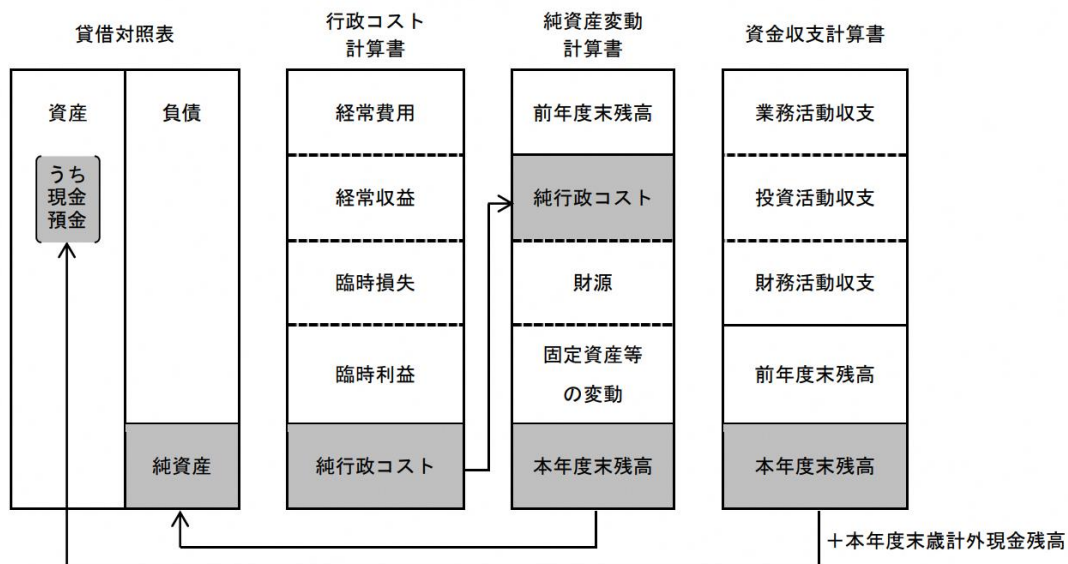 貸借対照表
資産
うち
現金
預金
負債
純資産
行政コスト
計算書
経常費用
経常収益
臨時損失
臨時利益
純行政コスト
純資産変動
計算書
前年度末残高
純行政コスト
財源
固定資産等
の変動
本年度末残高
資金収支計算書
業務活動収支
投資活動収支
財務活動収支
前年度末残高
本年度末残高
＋本年度末歳計外現金残高